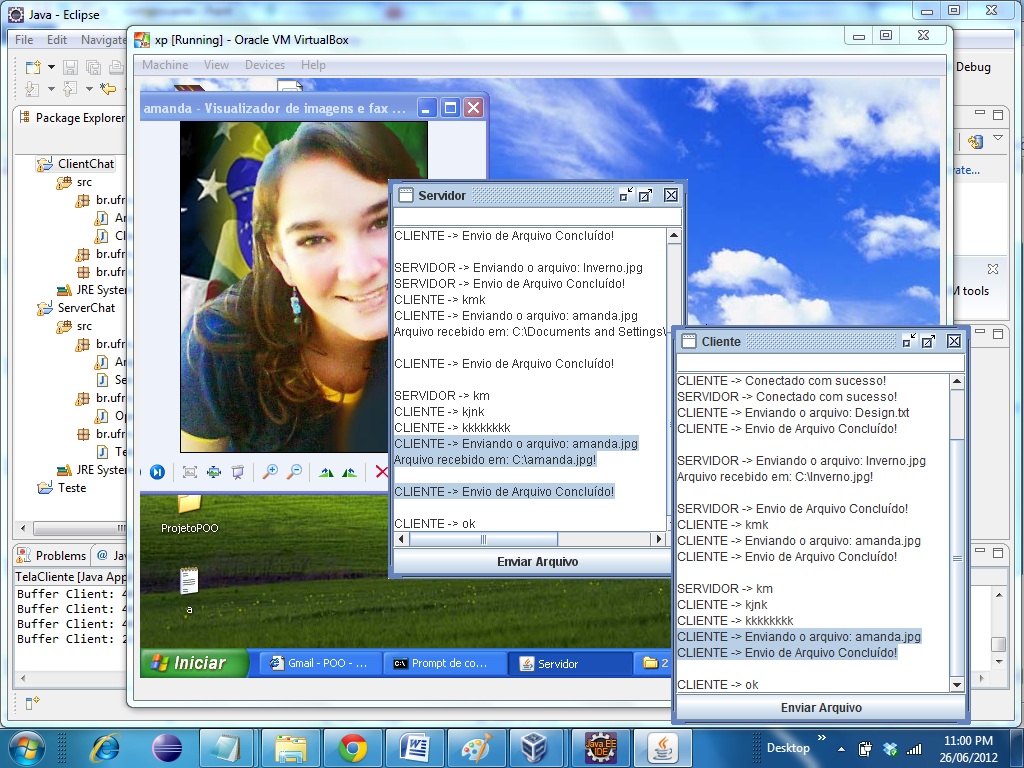 Java - Eclipse
File Edit Navigate
Debug
xp [Running] - Oracle VM VirtualBox
Machine View Devices Help
Package Explorer
ClientChat
src
br.ufr
Ar
Cl
br.ufr
br.ufr
JRE System
ServerChat
src
br.ufr
Ar
Se
br.ufr
Op
br.ufr
Te
JRE System
Teste
amanda - Visualizador de imagens e fax ...
Servidor
CLIENTE -> Envio de Arquivo Concluído!
SERVIDOR -> Enviando o arquivo: Inverno.jpg
SERVIDOR -> Envio de Arquivo Concluído!
CLIENTE -> kmk
CLIENTE -> Enviando o arquivo: amanda.jpg
Arquivo recebido em: C:\Documents and Settings\
CLIENTE -> Envio de Arquivo Concluído!
SERVIDOR -> km
CLIENTE -> kjnk
CLIENTE -> kkkkkkkk
CLIENTE -> Enviando o arquivo: amanda.jpg
Arquivo recebido em: C:\amanda.jpg!
CLIENTE -> Envio de Arquivo Concluído!
CLIENTE -> ok
Enviar Arquivo
Cliente
CLIENTE -> Conectado com sucesso!
SERVIDOR -> Conectado com sucesso!
CLIENTE -> Enviando o arquivo: Design.txt
CLIENTE -> Envio de Arquivo Concluído!
SERVIDOR -> Enviando o arquivo: Inverno.jpg
Arquivo recebido em: C:\Inverno.jpg!
SERVIDOR -> Envio de Arquivo Concluído!
CLIENTE -> kmk
CLIENTE -> Enviando o arquivo: amanda.jpg
CLIENTE -> Envio de Arquivo Concluído!
SERVIDOR -> km
CLIENTE -> kjnk
CLIENTE -> kkkkkkkk
CLIENTE -> Enviando o arquivo: amanda.jpg
CLIENTE -> Envio de Arquivo Concluído!
CLIENTE -> ok
Enviar Arquivo
ate...
M tools
ProjetoPOO
a
Problems @ Jav
TelaCliente [Java App
Buffer Client: 4
Buffer Client: 4
Buffer Client: 4
Buffer Client: 2
Iniciar
Gmail - POO - ...
Prompt de co...
Servidor
2
Java EE
IDE
Desktop
11:00 PM
26/06/2012